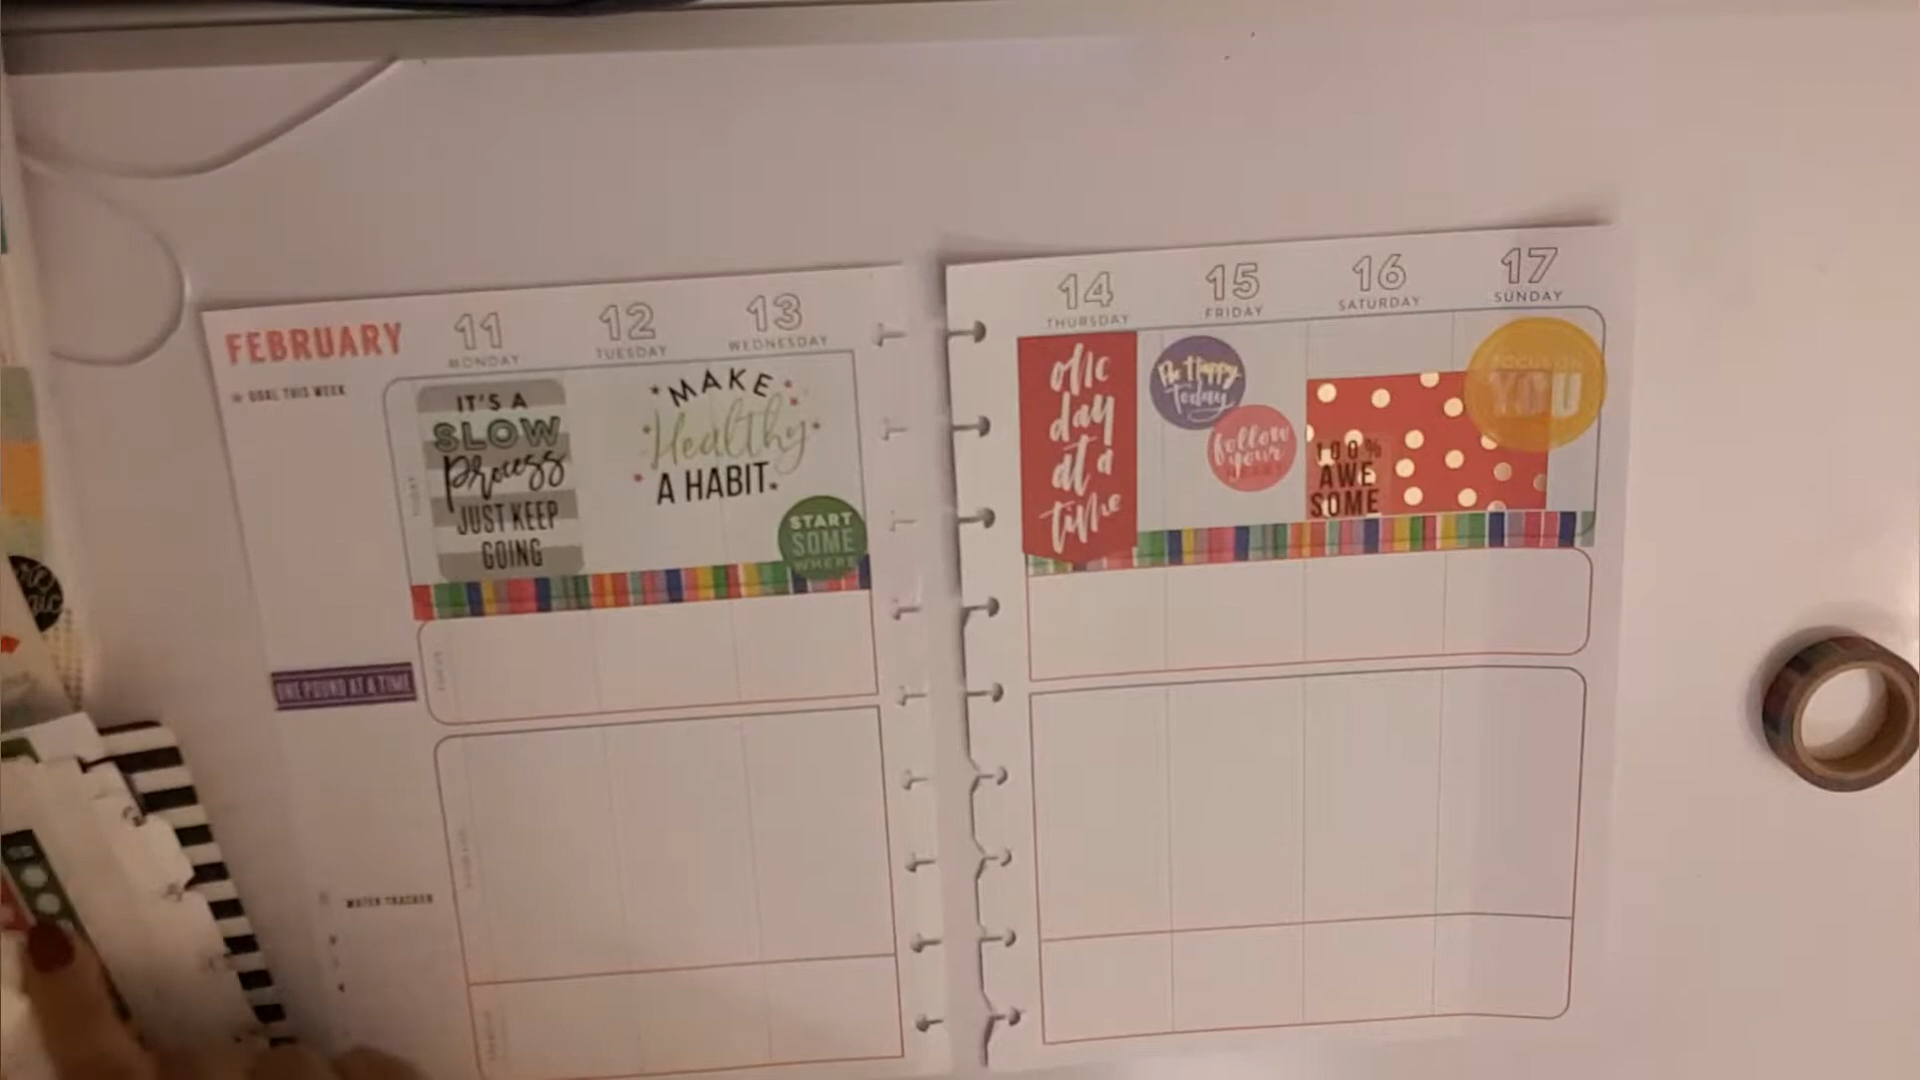 FEBRUARY
GOAL THIS WEEK
11
MONDAY
12
TUESDAY
13
WEDNESDAY
IT'S A
SLOW
Process
JUST KEEP
GOING
MAKE
Healthy
A HABIT.
START
SOME
WHERE
ONE POUND AT A TIME
WATER TRACKER
14
THURSDAY
15
FRIDAY
16
SATURDAY
17
SUNDAY
one
day
at a
time
Be Happy
Today
follow
your
100%
AWE
SOME
FOCUS ON
YOU